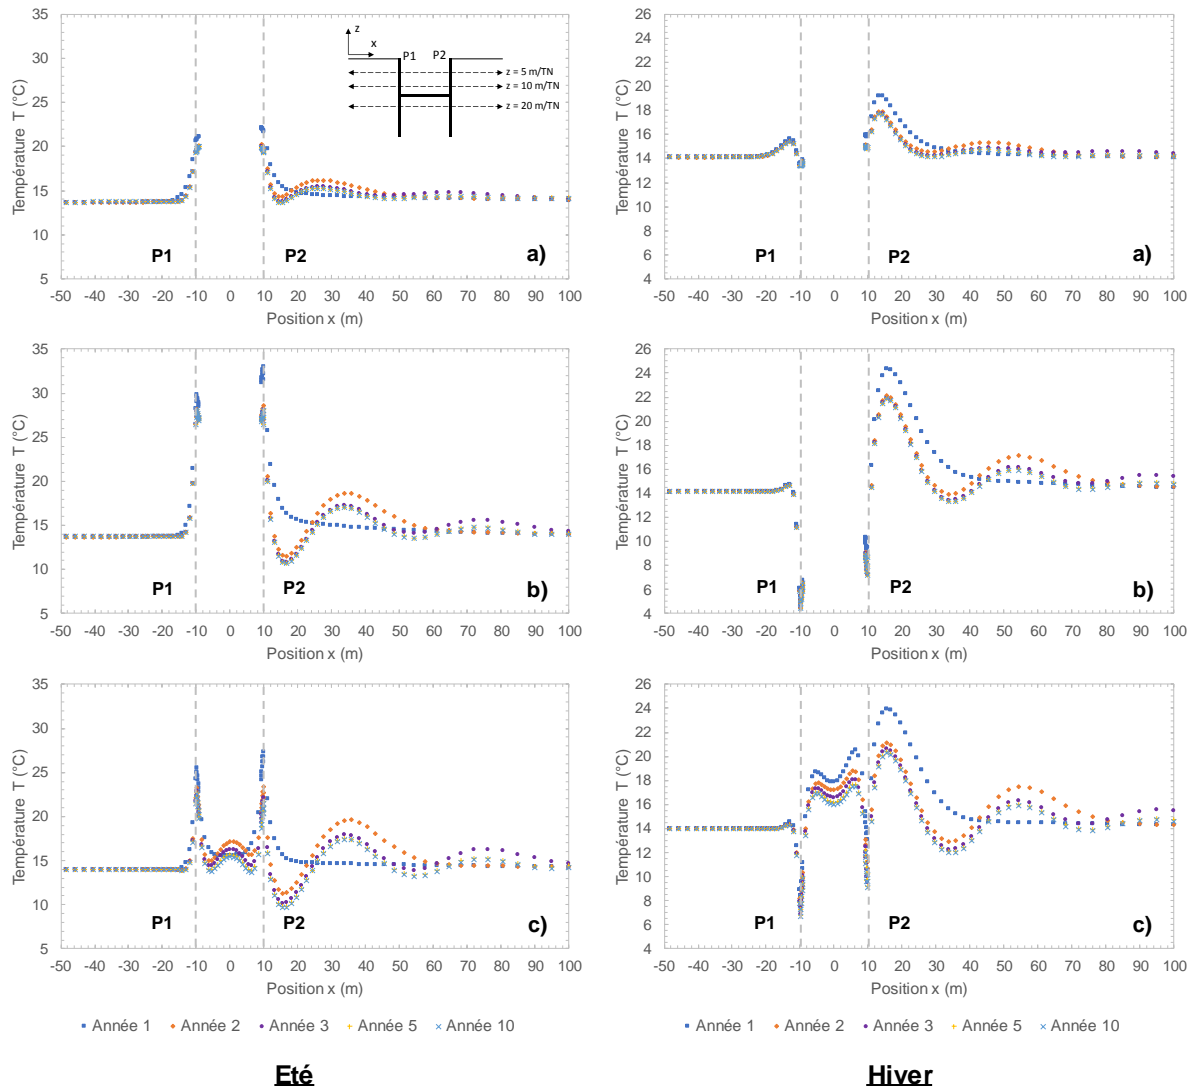 35
30
25
20
15
10
5
Température T (°C)
z
x
P1
P2
z = 5 m/TN
z = 10 m/TN
z = 20 m/TN
P1
P2
a)
-50 -40 -30 -20 -10 0 10 20 30 40 50 60 70 80 90 100
Position x (m)
26
24
22
20
18
16
14
12
10
8
6
4
Température T (°C)
P1
P2
a)
-50 -40 -30 -20 -10 0 10 20 30 40 50 60 70 80 90 100
Position x (m)
35
30
25
20
15
10
5
Température T (°C)
P1
P2
b)
-50 -40 -30 -20 -10 0 10 20 30 40 50 60 70 80 90 100
Position x (m)
26
24
22
20
18
16
14
12
10
8
6
4
Température T (°C)
P1
P2
b)
-50 -40 -30 -20 -10 0 10 20 30 40 50 60 70 80 90 100
Position x (m)
35
30
25
20
15
10
5
Température T (°C)
P1
P2
c)
-50 -40 -30 -20 -10 0 10 20 30 40 50 60 70 80 90 100
Position x (m)
26
24
22
20
18
16
14
12
10
8
6
4
Température T (°C)
P1
P2
c)
-50 -40 -30 -20 -10 0 10 20 30 40 50 60 70 80 90 100
Position x (m)
Année 1 Année 2 Année 3 Année 5 Année 10
Année 1 Année 2 Année 3 Année 5 Année 10
Eté
Hiver